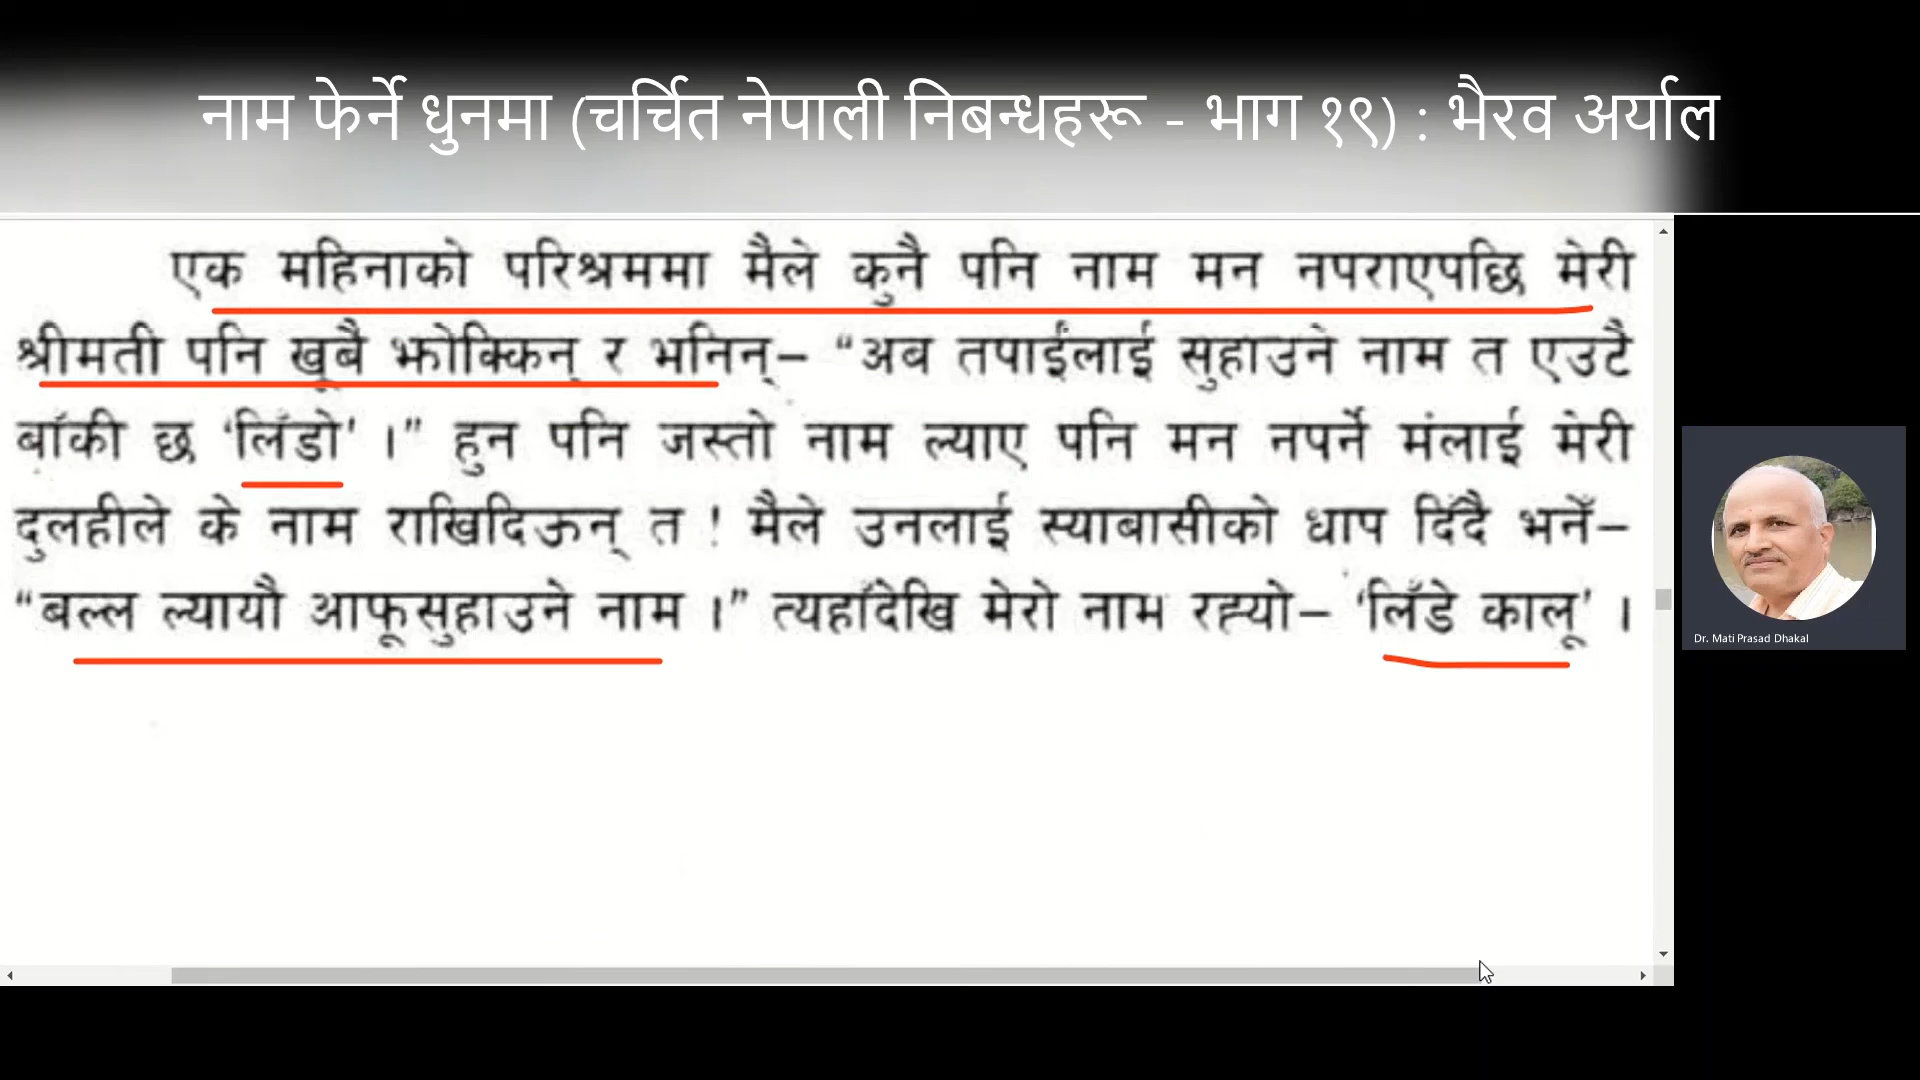 नाम फेर्ने धुनमा (चर्चित नेपाली निबन्धहरू - भाग १९) : भैरव अर्याल
एक महिनाको परिश्रममा मैले कुनै पनि नाम मन नपराएपछि मेरी
श्रीमती पनि खूबै झोक्किन् र भनिन्– “अब तपाईंलाई सुहाउने नाम त एउटै
बाँकी छ ‘लिँडो’ ।” हुन पनि जस्तो नाम ल्याए पनि मन नपर्ने मंलाई मेरी
दुलहीले के नाम राखिदिऊन् त ! मैले उनलाई स्याबासीको धाप दिँदै भनेँ–
“बल्ल ल्यायौ आफूसुहाउने नाम ।” त्यहाँदेखि मेरो नाम रह्यो– ‘लिँडे कालू’ ।
Dr. Mati Prasad Dhakal